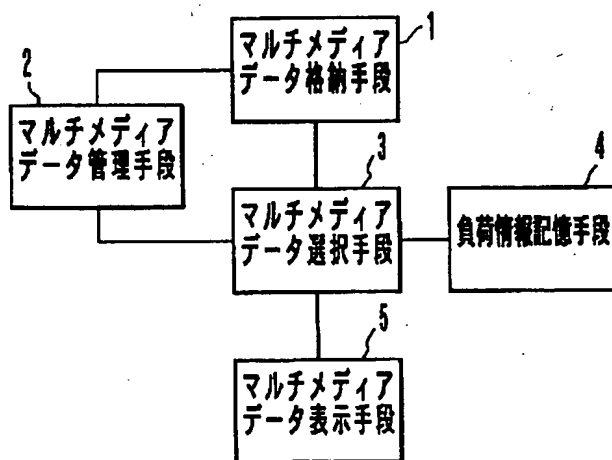 1
マルチメディア
データ格納手段
2
マルチメディア
データ管理手段
3
マルチメディア
データ選択手段
4
負荷情報記憶手段
5
マルチメディア
データ表示手段